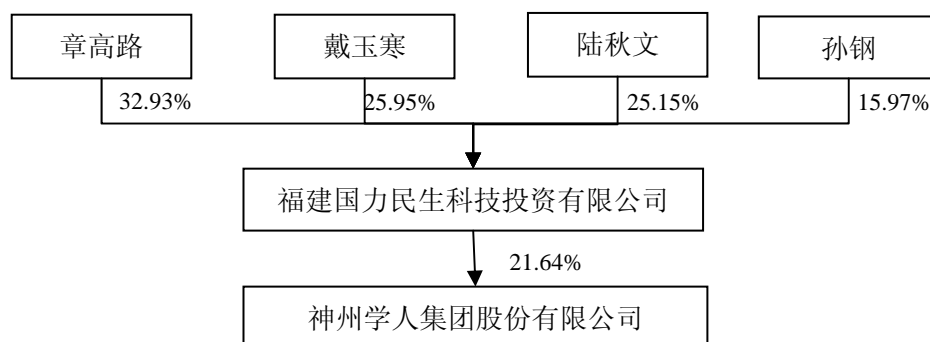 章高路 戴玉寒 陆秋文 孙钢
32.93% 25.95% 25.15% 15.97%
福建国力民生科技投资有限公司
21.64%
神州学人集团股份有限公司